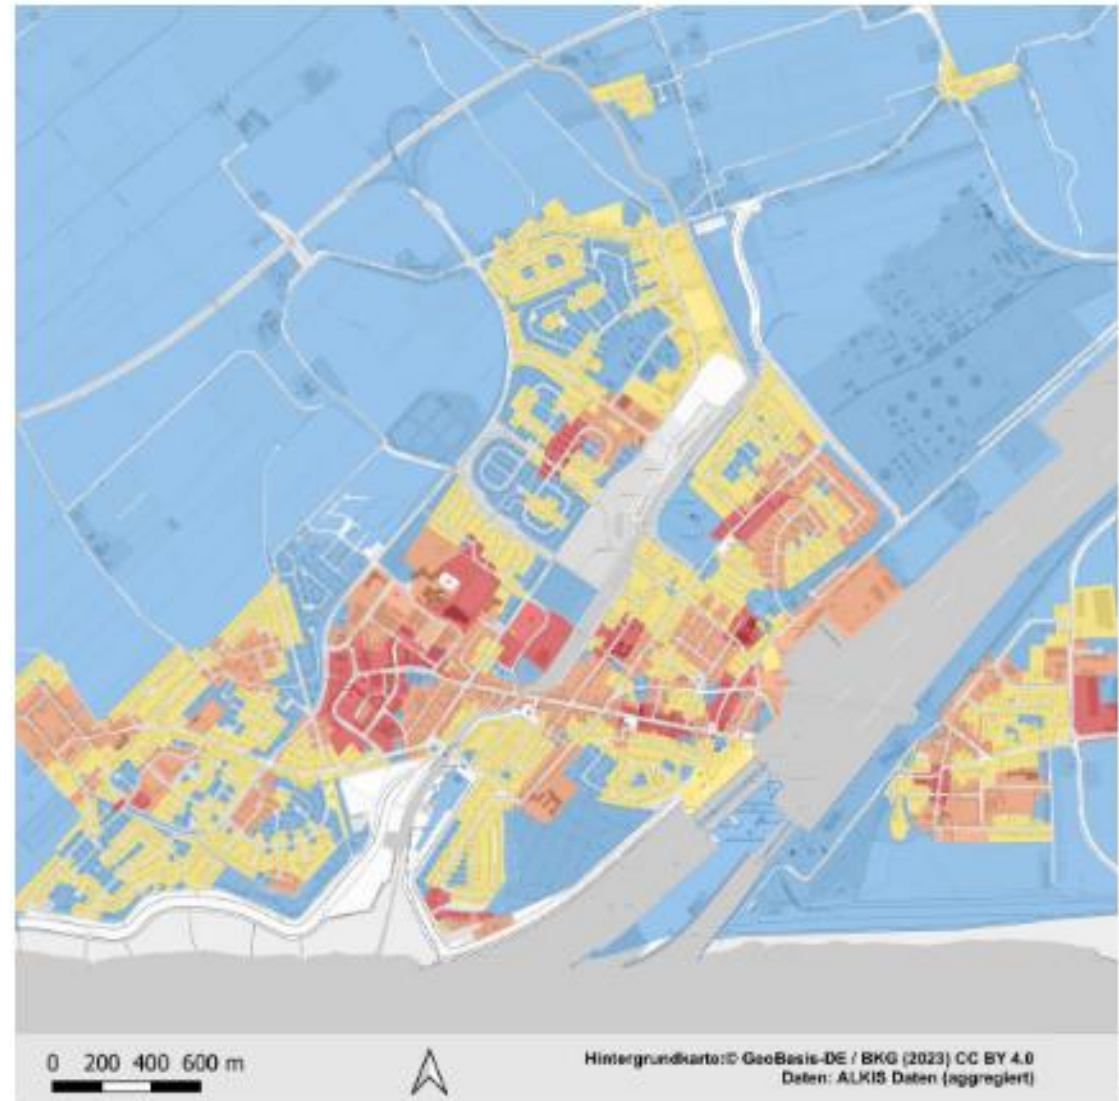 0 200 400 600 m
Hintergrundkarte:© GeoBasis-DE / BKG (2023) CC BY 4.0
Daten: ALKIS Daten (aggregiert)